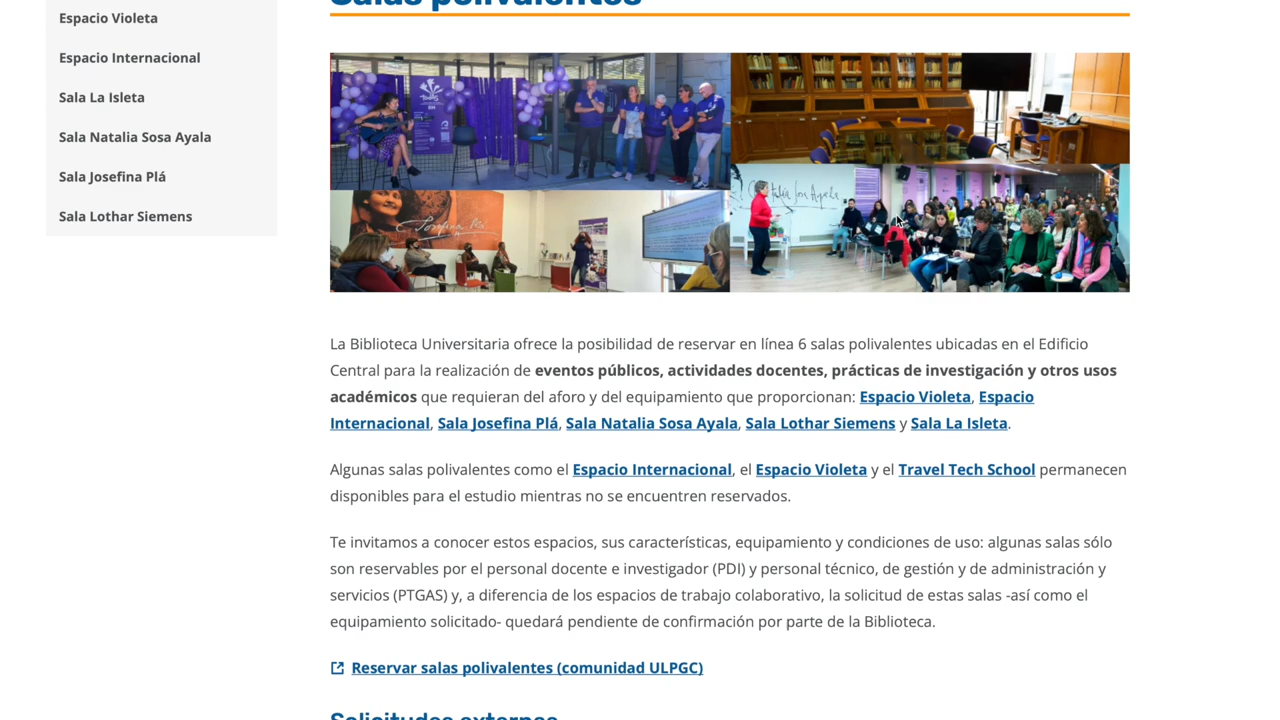 Salas polivalentes
Espacio Violeta
Espacio Internacional
Sala La Isleta
Sala Natalia Sosa Ayala
Sala Josefina Plá
Sala Lothar Siemens
La Biblioteca Universitaria ofrece la posibilidad de reservar en línea 6 salas polivalentes ubicadas en el Edificio
Central para la realización de eventos públicos, actividades docentes, prácticas de investigación y otros usos
académicos que requieran del aforo y del equipamiento que proporcionan: Espacio Violeta, Espacio
Internacional, Sala Josefina Plá, Sala Natalia Sosa Ayala, Sala Lothar Siemens y Sala La Isleta.
Algunas salas polivalentes como el Espacio Internacional, el Espacio Violeta y el Travel Tech School permanecen
disponibles para el estudio mientras no se encuentren reservados.
Te invitamos a conocer estos espacios, sus características, equipamiento y condiciones de uso: algunas salas sólo
son reservables por el personal docente e investigador (PDI) y personal técnico, de gestión y de administración y
servicios (PTGAS) y, a diferencia de los espacios de trabajo colaborativo, la solicitud de estas salas -así como el
equipamiento solicitado- quedará pendiente de confirmación por parte de la Biblioteca.
Reservar salas polivalentes (comunidad ULPGC)
Solicitudes externas